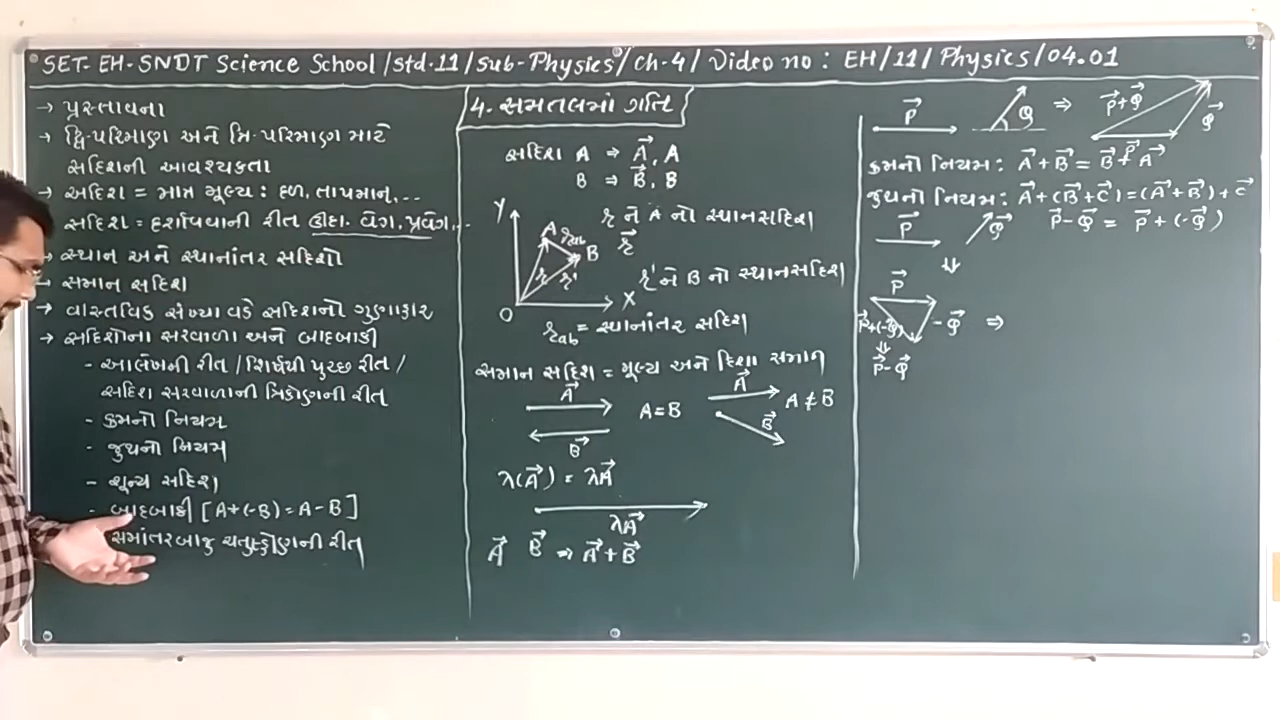 SET- EH-SNDT Science School /std-11/sub-Physics/ ch-4/ Video no : EH/11/Physics/04.01
→ પ્રસ્તાવના
→ દ્વિ-પરિમાણ અને ત્રિ-પરિમાણ માટે
સદિશની આવશ્યકતા
→ અદિશ = માત્ર મૂલ્ય : દળ, તાપમાન, ...
સદિશ = દર્શાવવાની રીત વેગ, પ્રવેગ, ...
→ સ્થાન અને સ્થાનાંતર સદિશો
→ સમાન સદિશ
→ વાસ્તવિક સંખ્યા વડે સદિશનો ગુણાકાર
→ સદિશોના સરવાળા અને બાદબાકી
- આલેખની રીત / શિર્ષથી પુચ્છ રીત /
સદિશ સરવાળાની ત્રિકોણની રીત
- ક્રમનો નિયમ
- જુથનો નિયમ
- શૂન્ય સદિશ
- બાદબાકી [A+(-B) = A - B]
સમાંતરબાજુ ચતુષ્કોણની રીત
4. સમતલમાં ગતિ
સદિશ A ⇒ A⃗, A
B ⇒ B⃗, B
Y
A
r_ab
B
r
r'
O
X
r ને A નો સ્થાનસદિશ
r⃗
r' ને B નો સ્થાનસદિશ
r_ab = સ્થાનાંતર સદિશ
સમાન સદિશ = મૂલ્ય અને દિશા સમાન
A⃗
A = B
B⃗
A⃗
A ≠ B
B⃗
λ(A⃗) = λA⃗
λA⃗
A⃗ B⃗ ⇒ A⃗ + B⃗
P⃗
Q
⇒
P⃗+Q⃗
Q⃗
P⃗
ક્રમનો નિયમ : A⃗ + B⃗ = B⃗ + A⃗
જુથનો નિયમ : A⃗ + (B⃗ + C⃗) = (A⃗ + B⃗) + C⃗
P⃗
Q⃗
P⃗ - Q⃗ = P⃗ + (-Q⃗)
⇓
P⃗
P⃗+(-Q⃗)
-Q⃗ ⇒
⇓
P⃗ - Q⃗